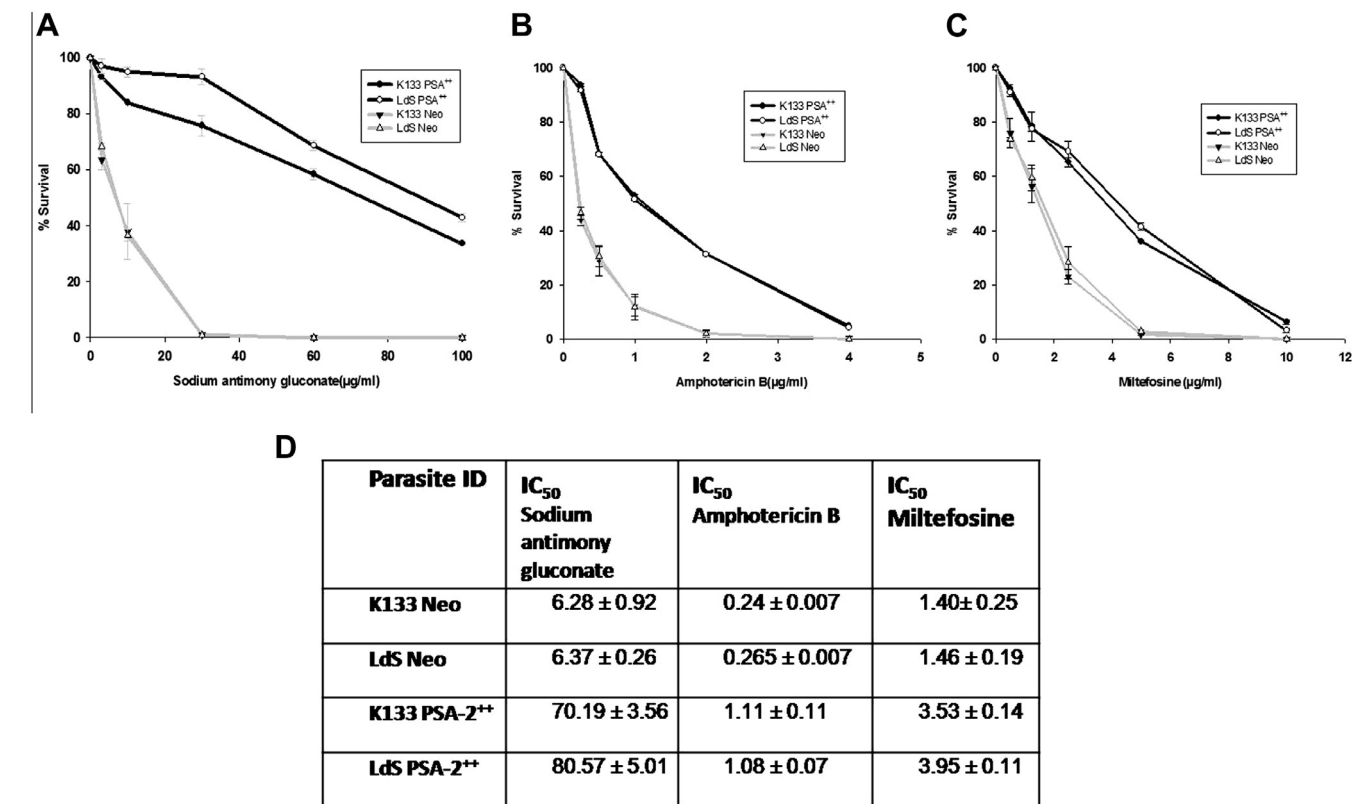 A
100
80
60
40
20
0
% Survival
0 20 40 60 80 100
Sodium antimony gluconate(µg/ml)
K133 PSA++
LdS PSA++
K133 Neo
LdS Neo
B
100
80
60
40
20
0
% Survival
0 1 2 3 4 5
Amphotericin B(µg/ml)
K133 PSA++
LdS PSA++
K133 Neo
LdS Neo
C
100
80
60
40
20
0
% Survival
0 2 4 6 8 10 12
Miltefosine (µg/ml)
K133 PSA++
LdS PSA++
K133 Neo
LdS Neo
D
Parasite ID
IC50
Sodium
antimony
gluconate
IC50
Amphotericin B
IC50
Miltefosine
K133 Neo 6.28 ± 0.92 0.24 ± 0.007 1.40± 0.25
LdS Neo 6.37 ± 0.26 0.265 ± 0.007 1.46 ± 0.19
K133 PSA-2++ 70.19 ± 3.56 1.11 ± 0.11 3.53 ± 0.14
LdS PSA-2++ 80.57 ± 5.01 1.08 ± 0.07 3.95 ± 0.11